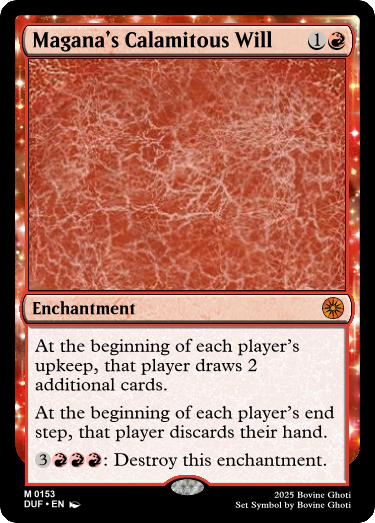 Magana's Calamitous Will 1
Enchantment
At the beginning of each player's
upkeep, that player draws 2
additional cards.
At the beginning of each player's end
step, that player discards their hand.
3: Destroy this enchantment.
M 0153
DUF • EN
2025 Bovine Ghoti
Set Symbol by Bovine Ghoti